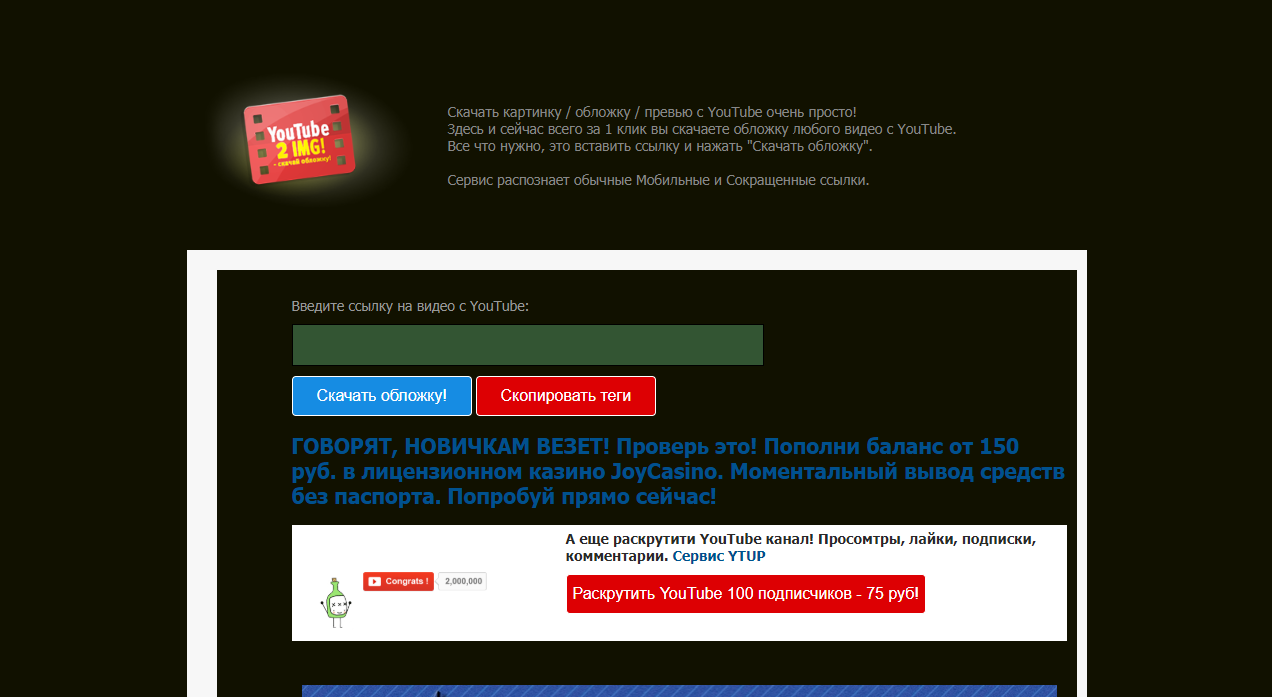 YouTube
2 IMG!
- скачай обложку!
Скачать картинку / обложку / превью с YouTube очень просто!
Здесь и сейчас всего за 1 клик вы скачаете обложку любого видео с YouTube.
Все что нужно, это вставить ссылку и нажать "Скачать обложку".
Сервис распознает обычные Мобильные и Сокращенные ссылки.
Введите ссылку на видео с YouTube:
Скачать обложку!
Скопировать теги
ГОВОРЯТ, НОВИЧКАМ ВЕЗЕТ! Проверь это! Пополни баланс от 150
руб. в лицензионном казино JoyCasino. Моментальный вывод средств
без паспорта. Попробуй прямо сейчас!
Congrats !
2,000,000
А еще раскрутити YouTube канал! Просомтры, лайки, подписки,
комментарии. Сервис YTUP
Раскрутить YouTube 100 подписчиков - 75 руб!